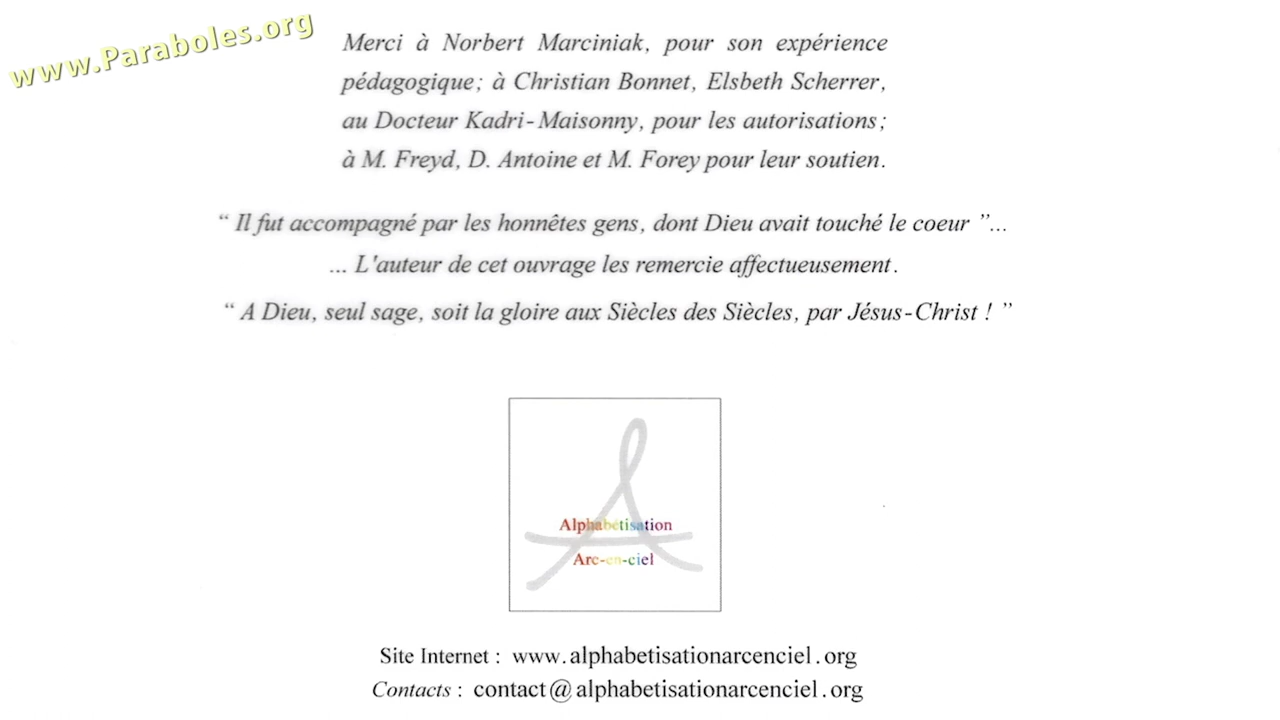 www.Paraboles.org
Merci à Norbert Marciniak, pour son expérience
pédagogique; à Christian Bonnet, Elsbeth Scherrer,
au Docteur Kadri-Maisonny, pour les autorisations;
à M. Freyd, D. Antoine et M. Forey pour leur soutien.
“ Il fut accompagné par les honnêtes gens, dont Dieu avait touché le coeur ”...
... L'auteur de cet ouvrage les remercie affectueusement.
“ A Dieu, seul sage, soit la gloire aux Siècles des Siècles, par Jésus-Christ ! ”
Alphabétisation
Arc-en-ciel
Site Internet : www.alphabetisationarcenciel.org
Contacts : contact@alphabetisationarcenciel.org